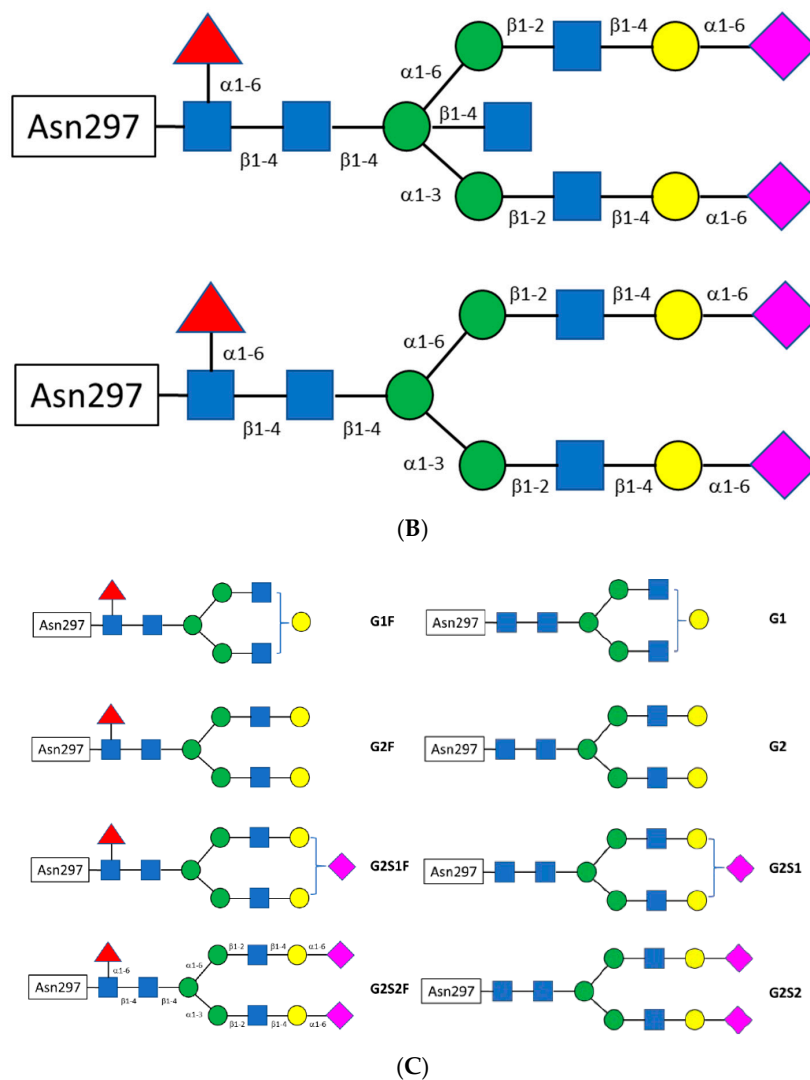 β1-2 β1-4 α1-6
α1-6 α1-6
Asn297 β1-4
β1-4 β1-4
α1-3
β1-2 β1-4 α1-6
β1-2 β1-4 α1-6
α1-6 α1-6
Asn297
β1-4 β1-4
α1-3
β1-2 β1-4 α1-6
(B)
Asn297 G1F
Asn297 G1
Asn297 G2F
Asn297 G2
Asn297 G2S1F
Asn297 G2S1
β1-2 β1-4 α1-6
α1-6 α1-6
Asn297 G2S2F
β1-4 β1-4
α1-3
β1-2 β1-4 α1-6
Asn297 G2S2
(C)